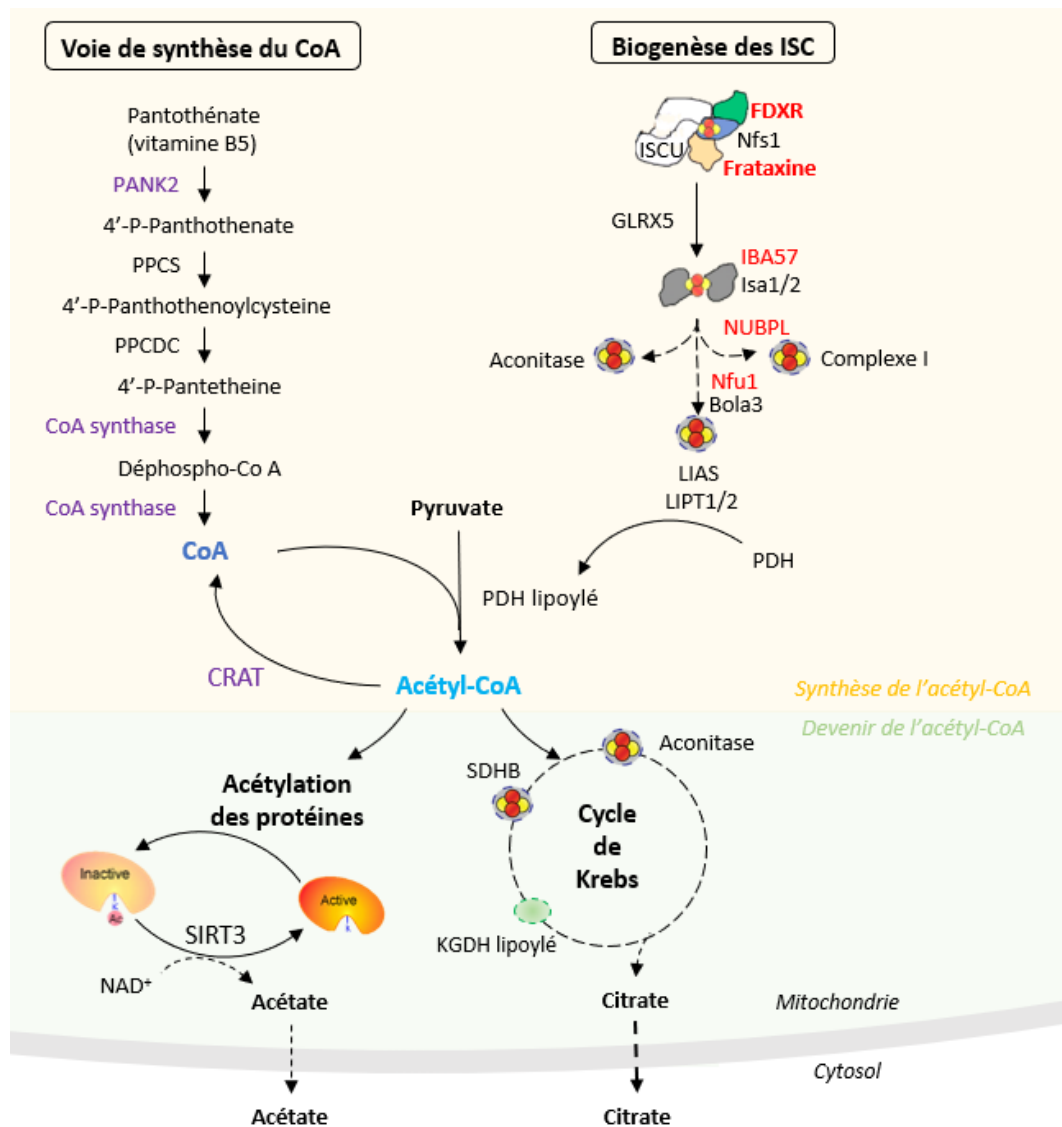 Voie de synthèse du CoA
Pantothénate
(vitamine B5)
PANK2
4’-P-Panthothenate
PPCS
4’-P-Panthothenoylcysteine
PPCDC
4’-P-Pantetheine
CoA synthase
Déphospho-Co A
CoA synthase
CoA
CRAT
Biogenèse des ISC
FDXR
Nfs1
ISCU
Frataxine
GLRX5
IBA57
Isa1/2
NUBPL
Aconitase
Complexe I
Nfu1
Bola3
LIAS
LIPT1/2
Pyruvate
PDH
PDH lipoylé
Acétyl-CoA
Synthèse de l’acétyl-CoA
Devenir de l’acétyl-CoA
Acétylation
des protéines
Inactive
k
Ac
Active
k
SIRT3
NAD+
Acétate
Aconitase
SDHB
Cycle
de
Krebs
KGDH lipoylé
Citrate
Mitochondrie
Cytosol
Acétate
Citrate